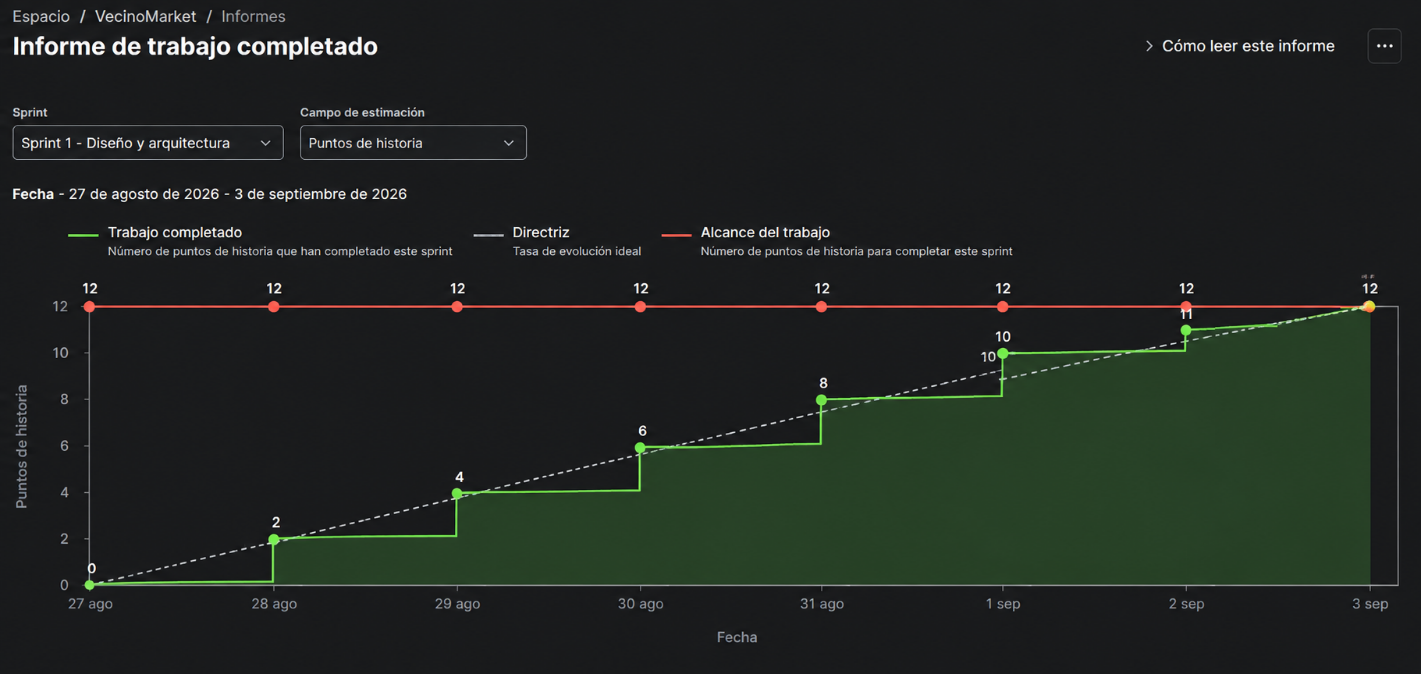 Espacio / VecinoMarket / Informes
Informe de trabajo completado
Cómo leer este informe
Sprint
Campo de estimación
Sprint 1 - Diseño y arquitectura
Puntos de historia
Fecha - 27 de agosto de 2026 - 3 de septiembre de 2026
Trabajo completado
Número de puntos de historia que han completado este sprint
Directriz
Tasa de evolución ideal
Alcance del trabajo
Número de puntos de historia para completar este sprint
12 12 12 12 12 12 12 12
12
10
8
6
4
2
0
Puntos de historia
0
2
4
6
8
10
10
11
27 ago 28 ago 29 ago 30 ago 31 ago 1 sep 2 sep 3 sep
Fecha